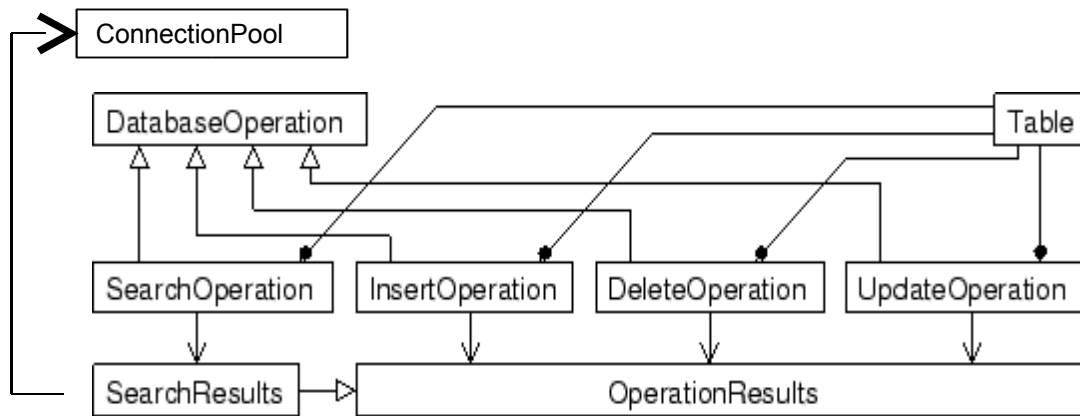 ConnectionPool
DatabaseOperation
Table
SearchOperation
InsertOperation
DeleteOperation
UpdateOperation
SearchResults
OperationResults